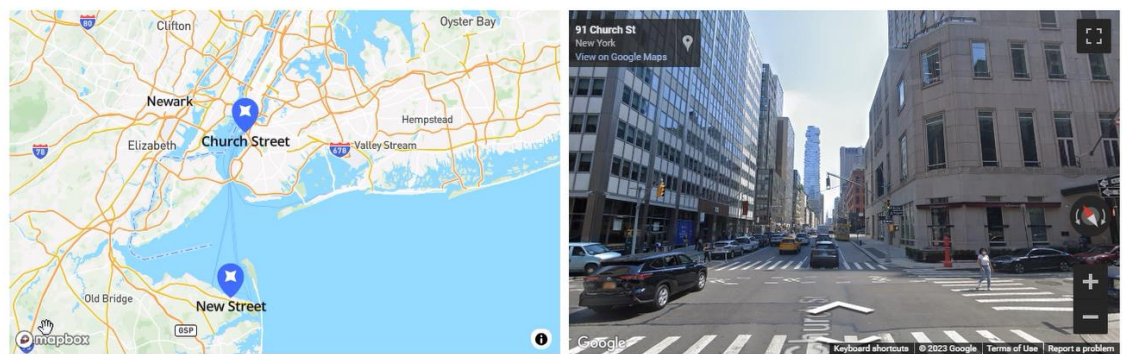 80
Clifton
Oyster Bay
Newark
Church Street
Hempstead
Elizabeth
78
678
Valley Stream
New Street
Old Bridge
GSP
mapbox
i
91 Church St
New York
View on Google Maps
Church St
+
−
Google
Keyboard shortcuts
© 2023 Google
Terms of Use
Report a problem